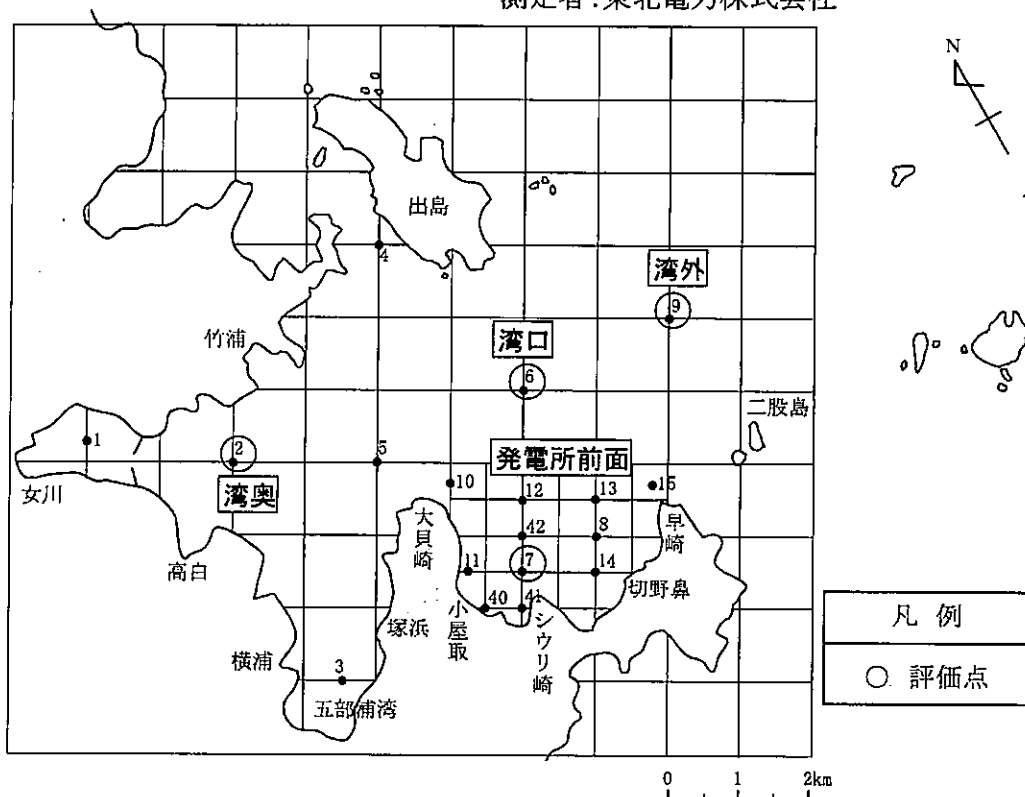 測定者：東北電力株式会社
N
出島
4
湾外
9
竹浦
湾口
6
二股島
1
2
5
発電所前面
女川
湾奥
10
12
13
15
大貝崎
42
8
早崎
高白
11
7
14
切野鼻
40
41
小屋取
シウリ崎
塚浜
横浦
3
五部浦湾
凡 例
○ 評価点
0 1 2km